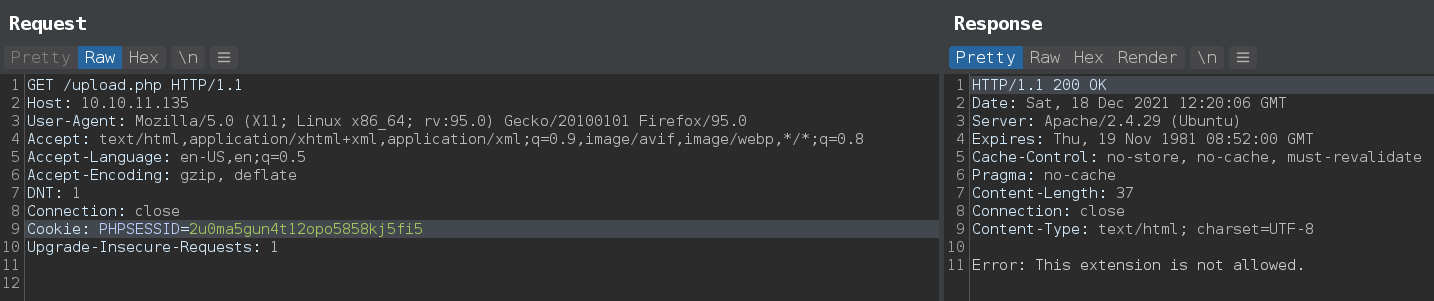 Request
Pretty Raw Hex \n ≡
1 GET /upload.php HTTP/1.1
2 Host: 10.10.11.135
3 User-Agent: Mozilla/5.0 (X11; Linux x86_64; rv:95.0) Gecko/20100101 Firefox/95.0
4 Accept: text/html,application/xhtml+xml,application/xml;q=0.9,image/avif,image/webp,*/*;q=0.8
5 Accept-Language: en-US,en;q=0.5
6 Accept-Encoding: gzip, deflate
7 DNT: 1
8 Connection: close
9 Cookie: PHPSESSID=2u0ma5gun4t12opo5858kj5fi5
10 Upgrade-Insecure-Requests: 1
11
12
Response
Pretty Raw Hex Render \n ≡
1 HTTP/1.1 200 OK
2 Date: Sat, 18 Dec 2021 12:20:06 GMT
3 Server: Apache/2.4.29 (Ubuntu)
4 Expires: Thu, 19 Nov 1981 08:52:00 GMT
5 Cache-Control: no-store, no-cache, must-revalidate
6 Pragma: no-cache
7 Content-Length: 37
8 Connection: close
9 Content-Type: text/html; charset=UTF-8
10
11 Error: This extension is not allowed.